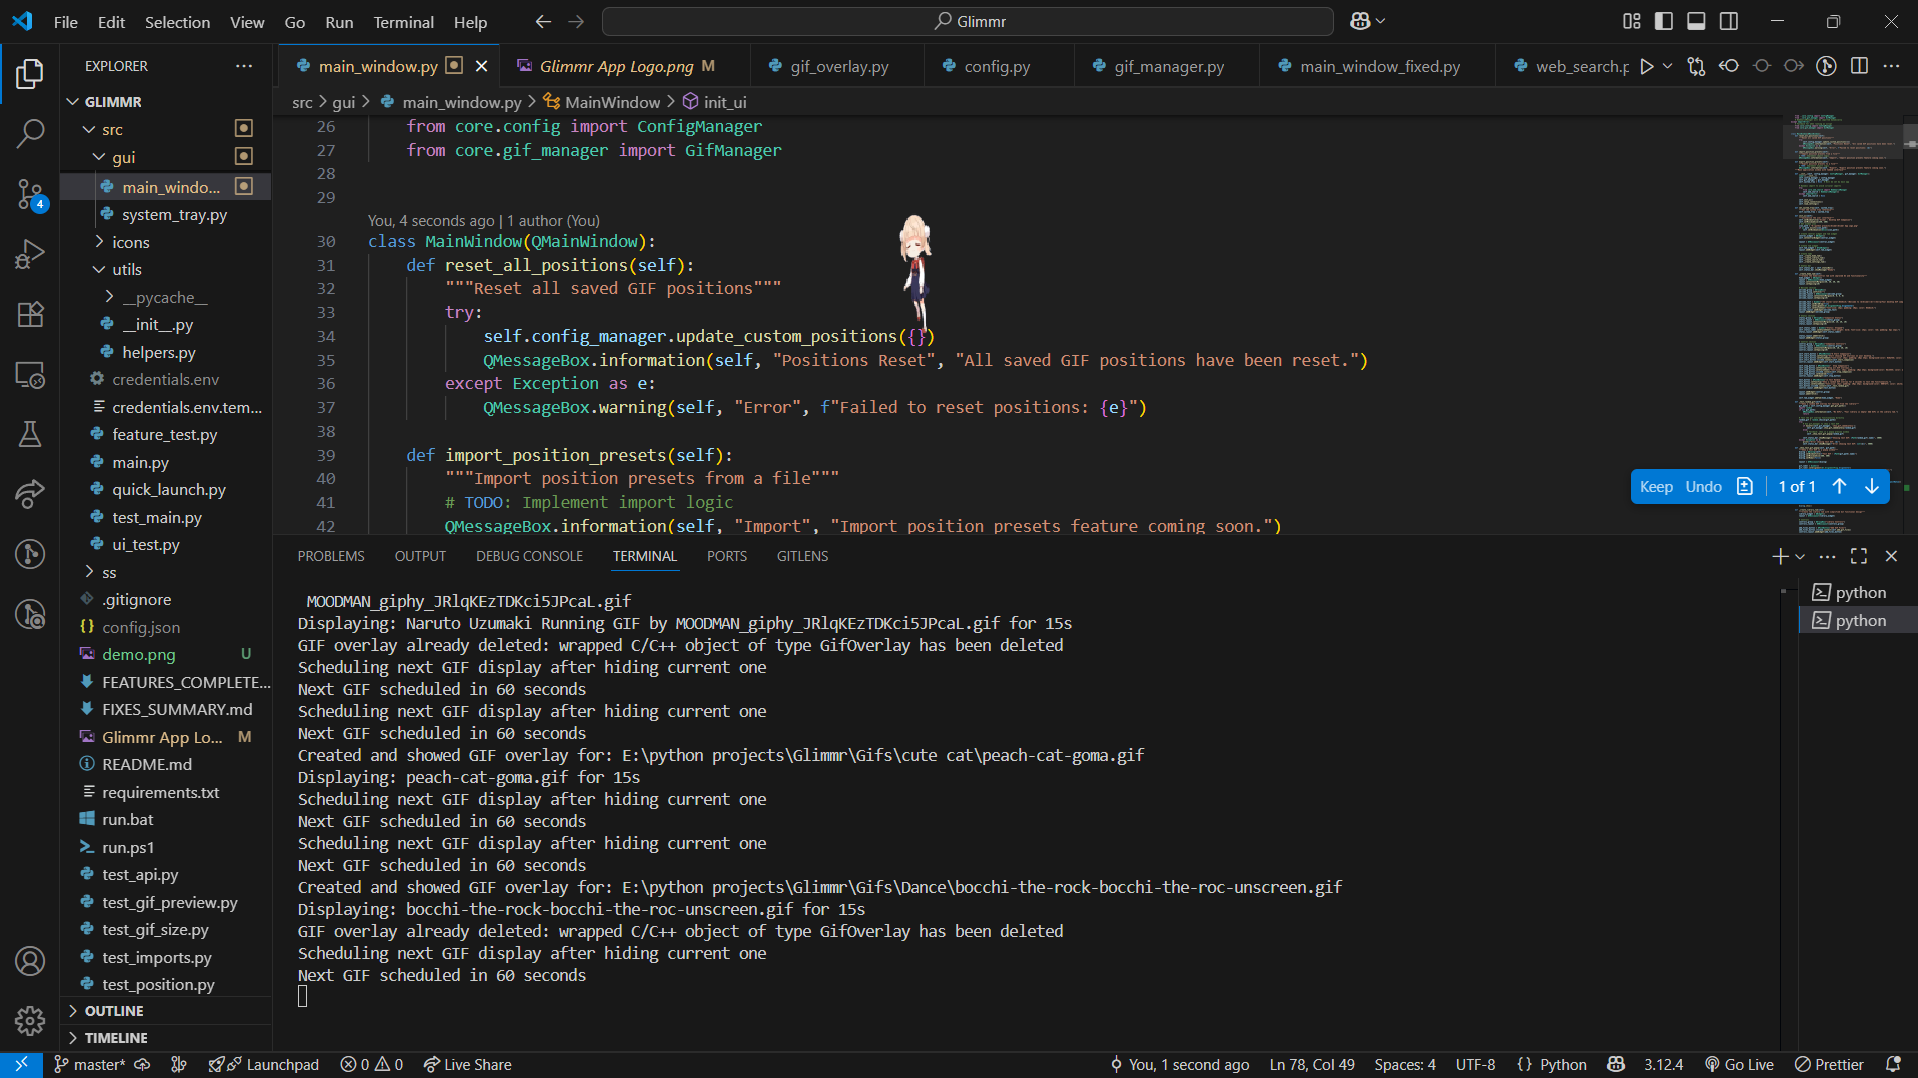 File Edit Selection View Go Run Terminal Help
Glimmr
EXPLORER
GLIMMR
src
gui
main_windo...
system_tray.py
icons
utils
__pycache__
__init__.py
helpers.py
credentials.env
credentials.env.tem...
feature_test.py
main.py
quick_launch.py
test_main.py
ui_test.py
ss
.gitignore
config.json
demo.png U
FEATURES_COMPLETE...
FIXES_SUMMARY.md
Glimmr App Lo... M
README.md
requirements.txt
run.bat
run.ps1
test_api.py
test_gif_preview.py
test_gif_size.py
test_imports.py
test_position.py
OUTLINE
TIMELINE
4
main_window.py
Glimmr App Logo.png M
gif_overlay.py
config.py
gif_manager.py
main_window_fixed.py
web_search.p
src > gui > main_window.py > MainWindow > init_ui
26 from core.config import ConfigManager
27 from core.gif_manager import GifManager
28
29
You, 4 seconds ago | 1 author (You)
30 class MainWindow(QMainWindow):
31 def reset_all_positions(self):
32 """Reset all saved GIF positions"""
33 try:
34 self.config_manager.update_custom_positions({})
35 QMessageBox.information(self, "Positions Reset", "All saved GIF positions have been reset.")
36 except Exception as e:
37 QMessageBox.warning(self, "Error", f"Failed to reset positions: {e}")
38
39 def import_position_presets(self):
40 """Import position presets from a file"""
41 # TODO: Implement import logic
42 QMessageBox.information(self, "Import", "Import position presets feature coming soon.")
Keep Undo 1 of 1
PROBLEMS OUTPUT DEBUG CONSOLE TERMINAL PORTS GITLENS
python
python
MOODMAN_giphy_JRlqKEzTDKci5JPcaL.gif
Displaying: Naruto Uzumaki Running GIF by MOODMAN_giphy_JRlqKEzTDKci5JPcaL.gif for 15s
GIF overlay already deleted: wrapped C/C++ object of type GifOverlay has been deleted
Scheduling next GIF display after hiding current one
Next GIF scheduled in 60 seconds
Scheduling next GIF display after hiding current one
Next GIF scheduled in 60 seconds
Created and showed GIF overlay for: E:\python projects\Glimmr\Gifs\cute cat\peach-cat-goma.gif
Displaying: peach-cat-goma.gif for 15s
Scheduling next GIF display after hiding current one
Next GIF scheduled in 60 seconds
Scheduling next GIF display after hiding current one
Next GIF scheduled in 60 seconds
Created and showed GIF overlay for: E:\python projects\Glimmr\Gifs\Dance\bocchi-the-rock-bocchi-the-roc-unscreen.gif
Displaying: bocchi-the-rock-bocchi-the-roc-unscreen.gif for 15s
GIF overlay already deleted: wrapped C/C++ object of type GifOverlay has been deleted
Scheduling next GIF display after hiding current one
Next GIF scheduled in 60 seconds
master* Launchpad 0 0 Live Share You, 1 second ago Ln 78, Col 49 Spaces: 4 UTF-8 {} Python 3.12.4 Go Live Prettier